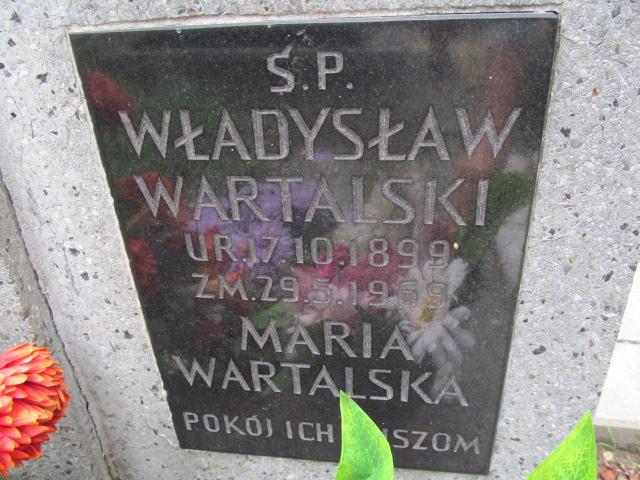 Ś.P.
WŁADYSŁAW
WARTALSKI
UR.17.10.1899
ZM.29.5.1969
MARIA
WARTALSKA
POKÓJ ICH